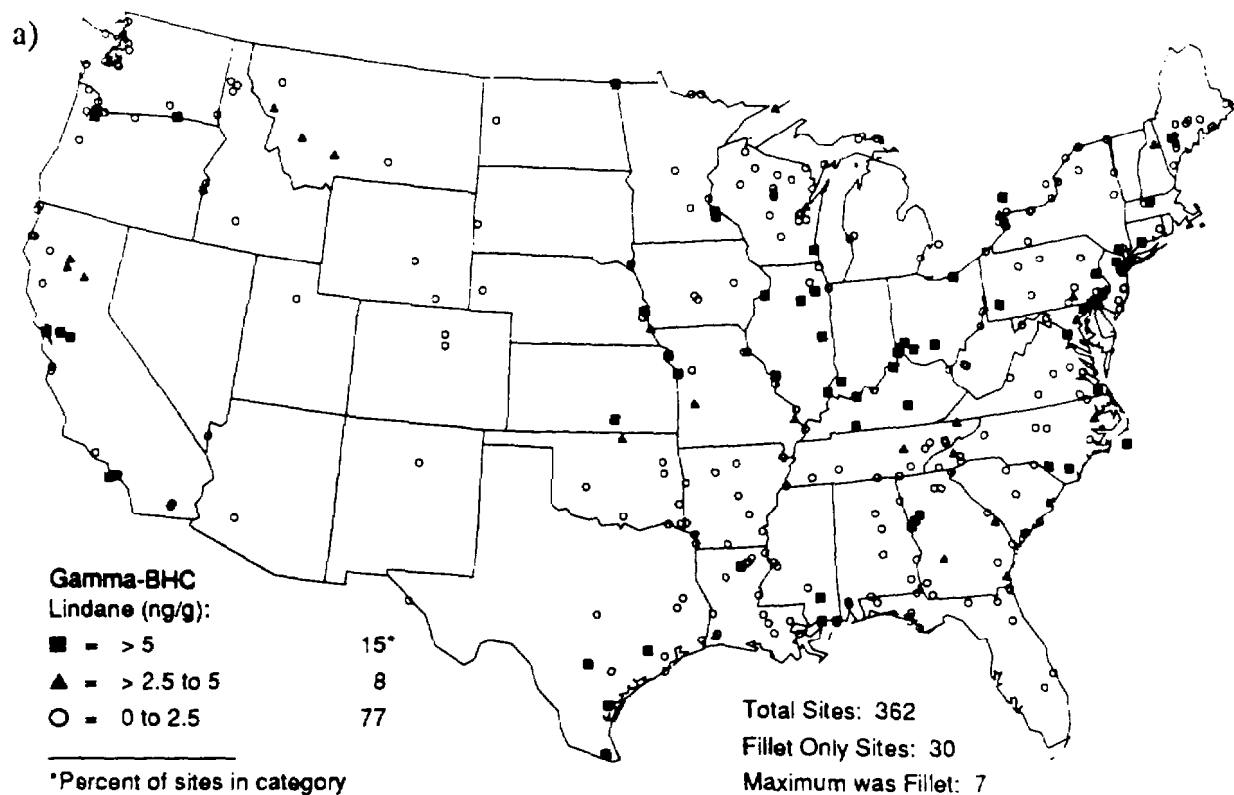 a)
Gamma-BHC
Lindane (ng/g):
■ = > 5 15*
▲ = > 2.5 to 5 8
○ = 0 to 2.5 77
*Percent of sites in category
Total Sites: 362
Fillet Only Sites: 30
Maximum was Fillet: 7